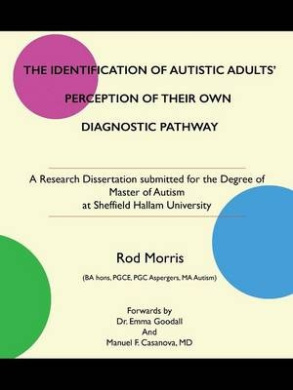 THE IDENTIFICATION OF AUTISTIC ADULTS'
PERCEPTION OF THEIR OWN
DIAGNOSTIC PATHWAY
A Research Dissertation submitted for the Degree of
Master of Autism
at Sheffield Hallam University
Rod Morris
(BA hons, PGCE, PGC Aspergers, MA Autism)
Forwards by
Dr. Emma Goodall
And
Manuel F. Casanova, MD